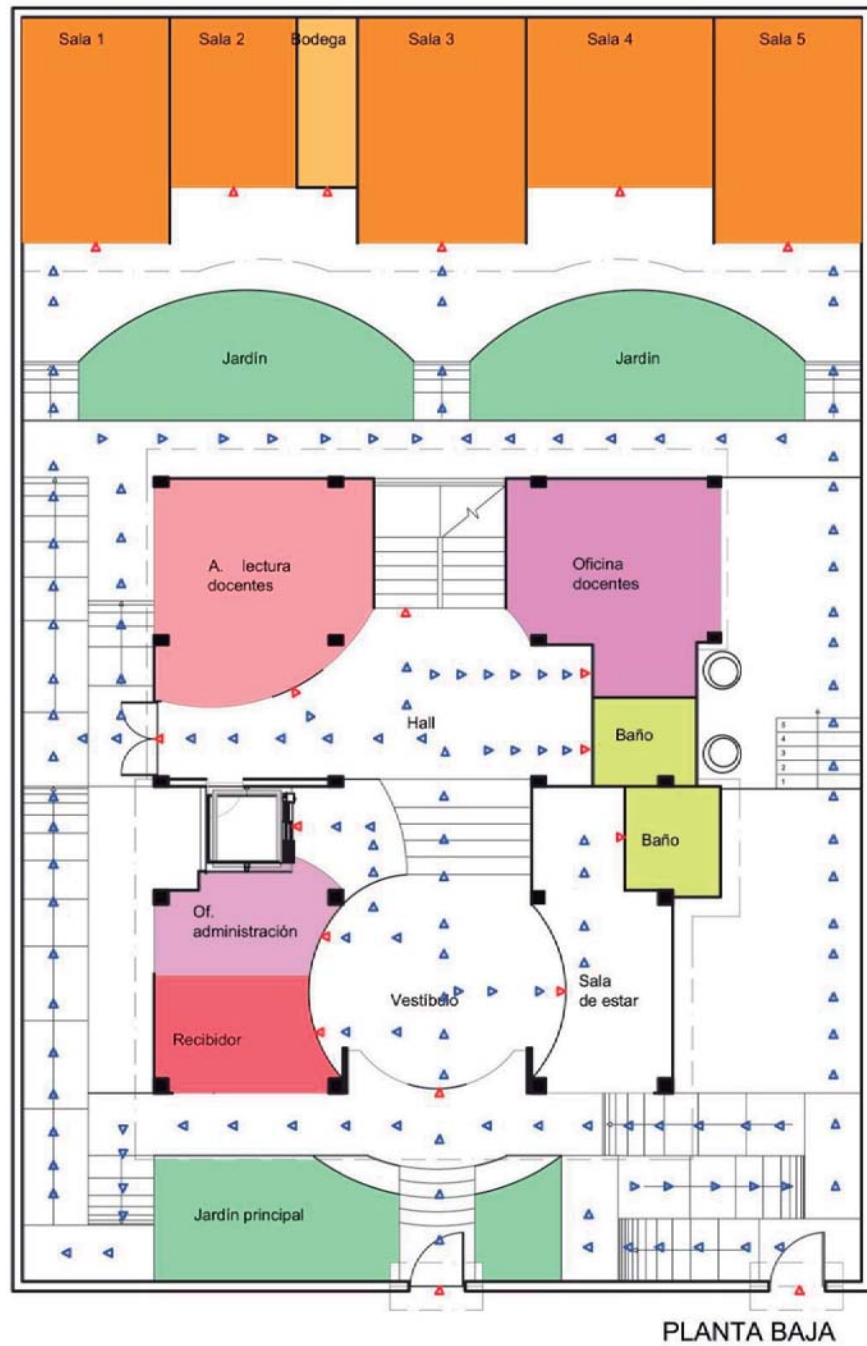 Sala 1
Sala 2
Bodega
Sala 3
Sala 4
Sala 5
Jardín
Jardín
A. lectura
docentes
Oficina
docentes
Hall
Baño
5
4
3
2
1
Baño
Of.
administración
Vestíbulo
Sala
de estar
Recibidor
Jardín principal
PLANTA BAJA